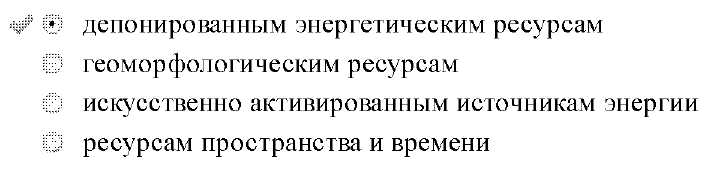 депонированным энергетическим ресурсам
геоморфологическим ресурсам
искусственно активированным источникам энергии
ресурсам пространства и времени